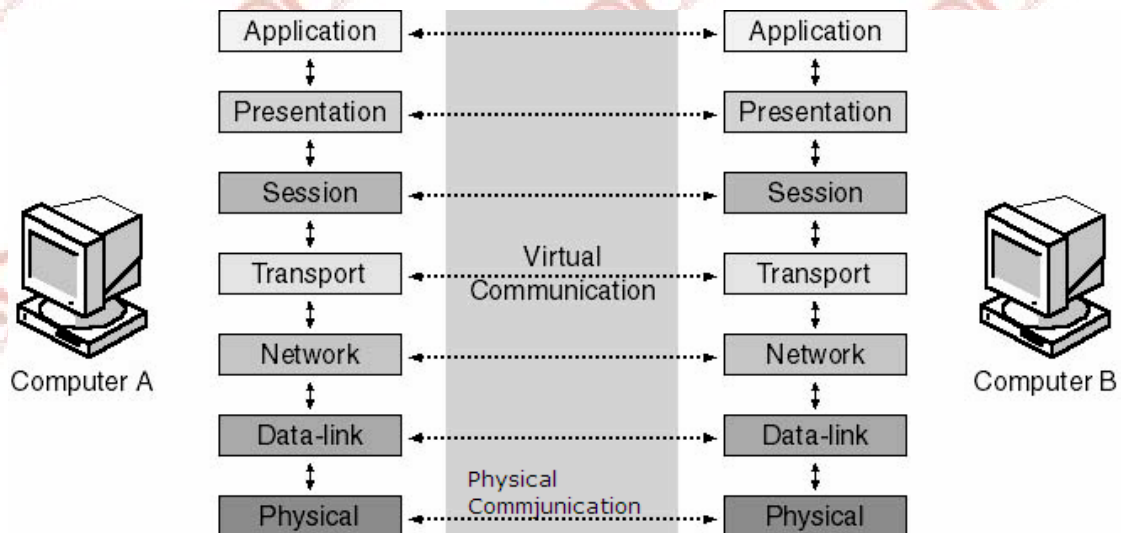 Application
Application
Presentation
Presentation
Session
Session
Virtual
Communication
Transport
Transport
Network
Network
Computer A
Computer B
Data-link
Data-link
Physical
Commjunication
Physical
Physical